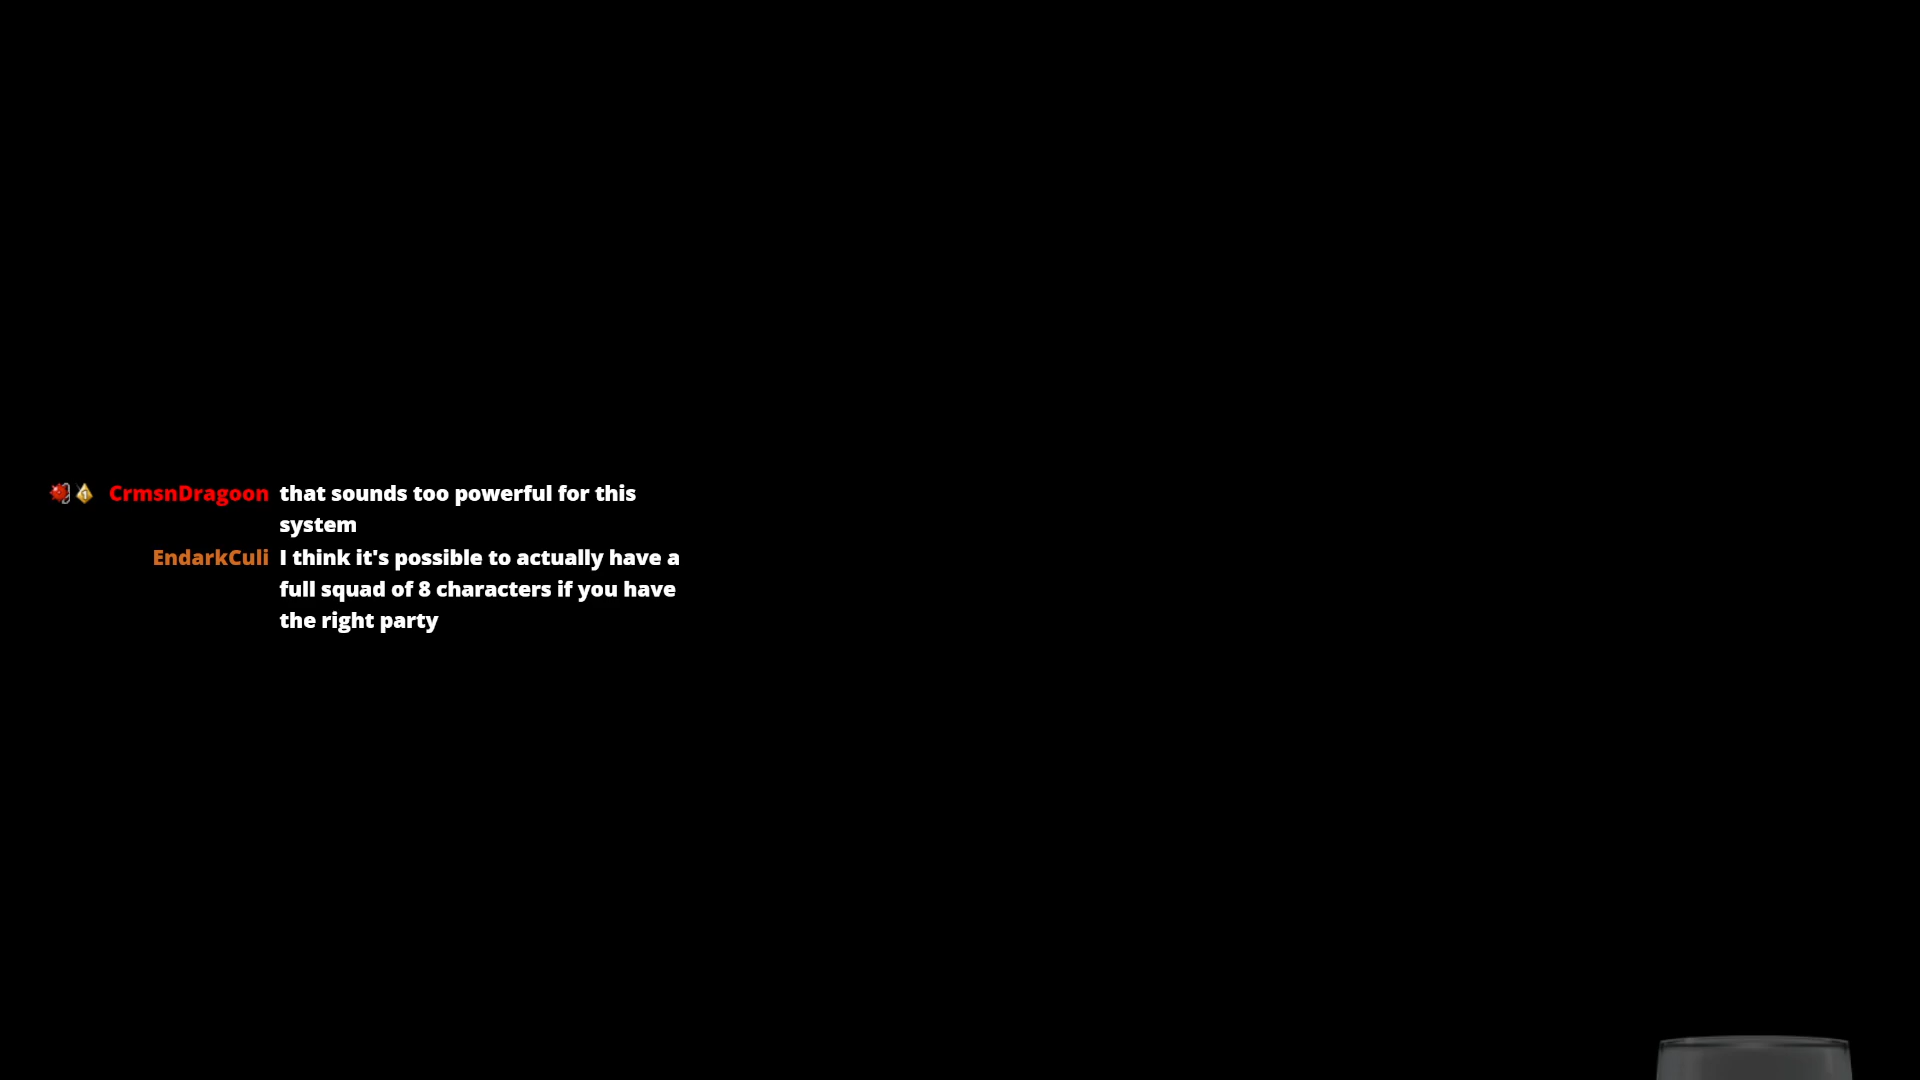 CrmsnDragoon that sounds too powerful for this
system
EndarkCuli I think it's possible to actually have a
full squad of 8 characters if you have
the right party